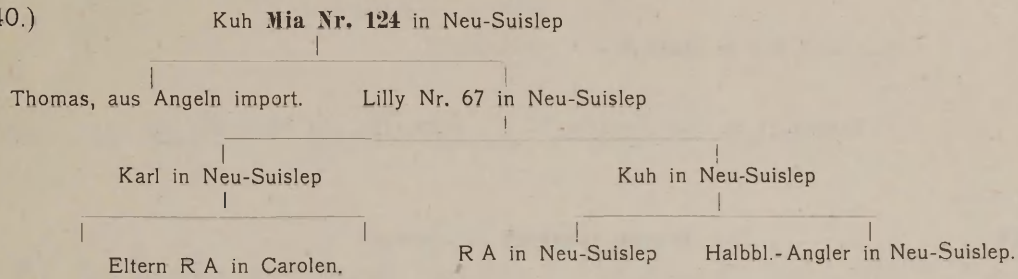 0.) Kuh Mia Nr. 124 in Neu-Suislep
Thomas, aus Angeln import. Lilly Nr. 67 in Neu-Suislep
Karl in Neu-Suislep Kuh in Neu-Suislep
Eltern R A in Carolen. R A in Neu-Suislep Halbbl.-Angler in Neu-Suislep.